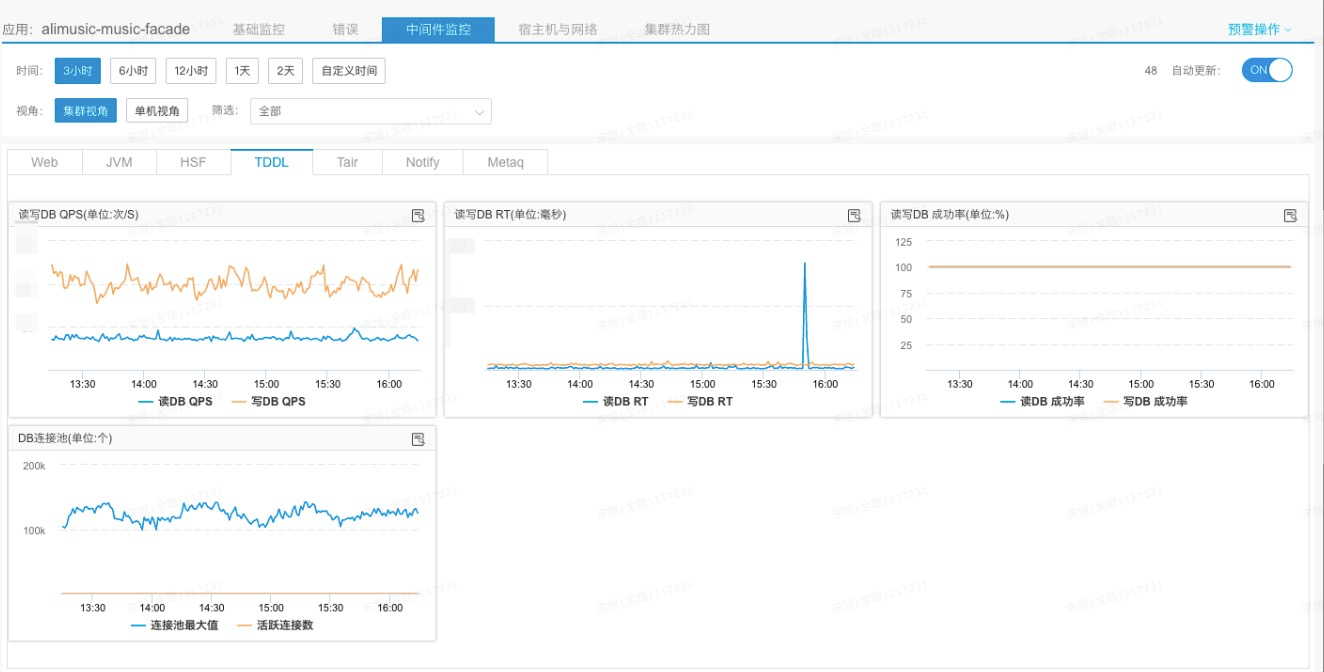 应用: alimusic-music-facade 基础监控 错误 中间件监控 宿主机与网络 集群热力图 预警操作
时间: 3小时 6小时 12小时 1天 2天 自定义时间 48 自动更新: ON
视角: 集群视角 单机视角 筛选: 全部
Web JVM HSF TDDL Tair Notify Metaq
读写DB QPS(单位:次/S)
13:30 14:00 14:30 15:00 15:30 16:00
读DB QPS 写DB QPS
读写DB RT(单位:毫秒)
13:30 14:00 14:30 15:00 15:30 16:00
读DB RT 写DB RT
读写DB 成功率(单位:%)
125
100
75
50
25
13:30 14:00 14:30 15:00 15:30 16:00
读DB 成功率 写DB 成功率
DB连接池(单位:个)
200k
100k
13:30 14:00 14:30 15:00 15:30 16:00
连接池最大值 活跃连接数